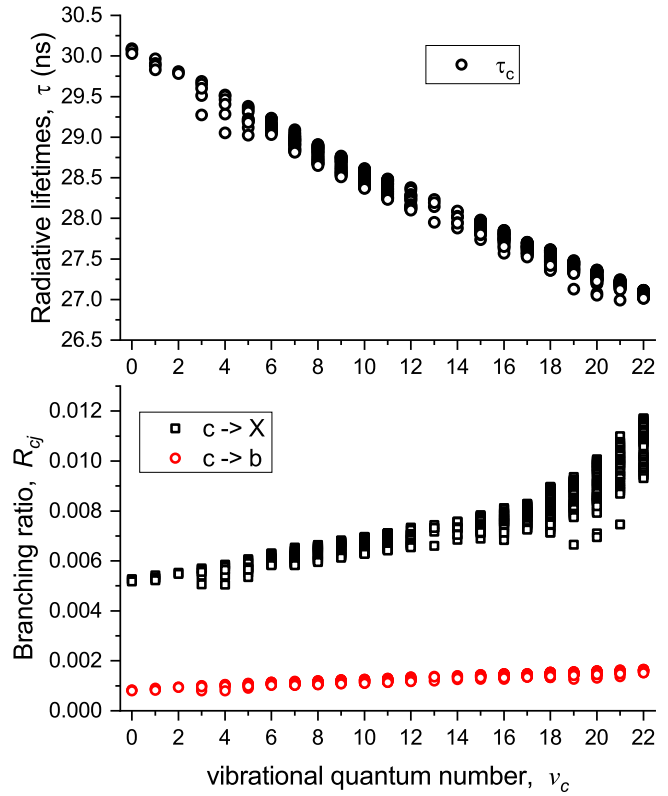 30.5
30.0
29.5
29.0
28.5
28.0
27.5
27.0
26.5
Radiative lifetimes, τ (ns)
τc
0 2 4 6 8 10 12 14 16 18 20 22
0.012
0.010
0.008
0.006
0.004
0.002
0.000
Branching ratio, Rcj
c -> X
c -> b
0 2 4 6 8 10 12 14 16 18 20 22
vibrational quantum number, vc